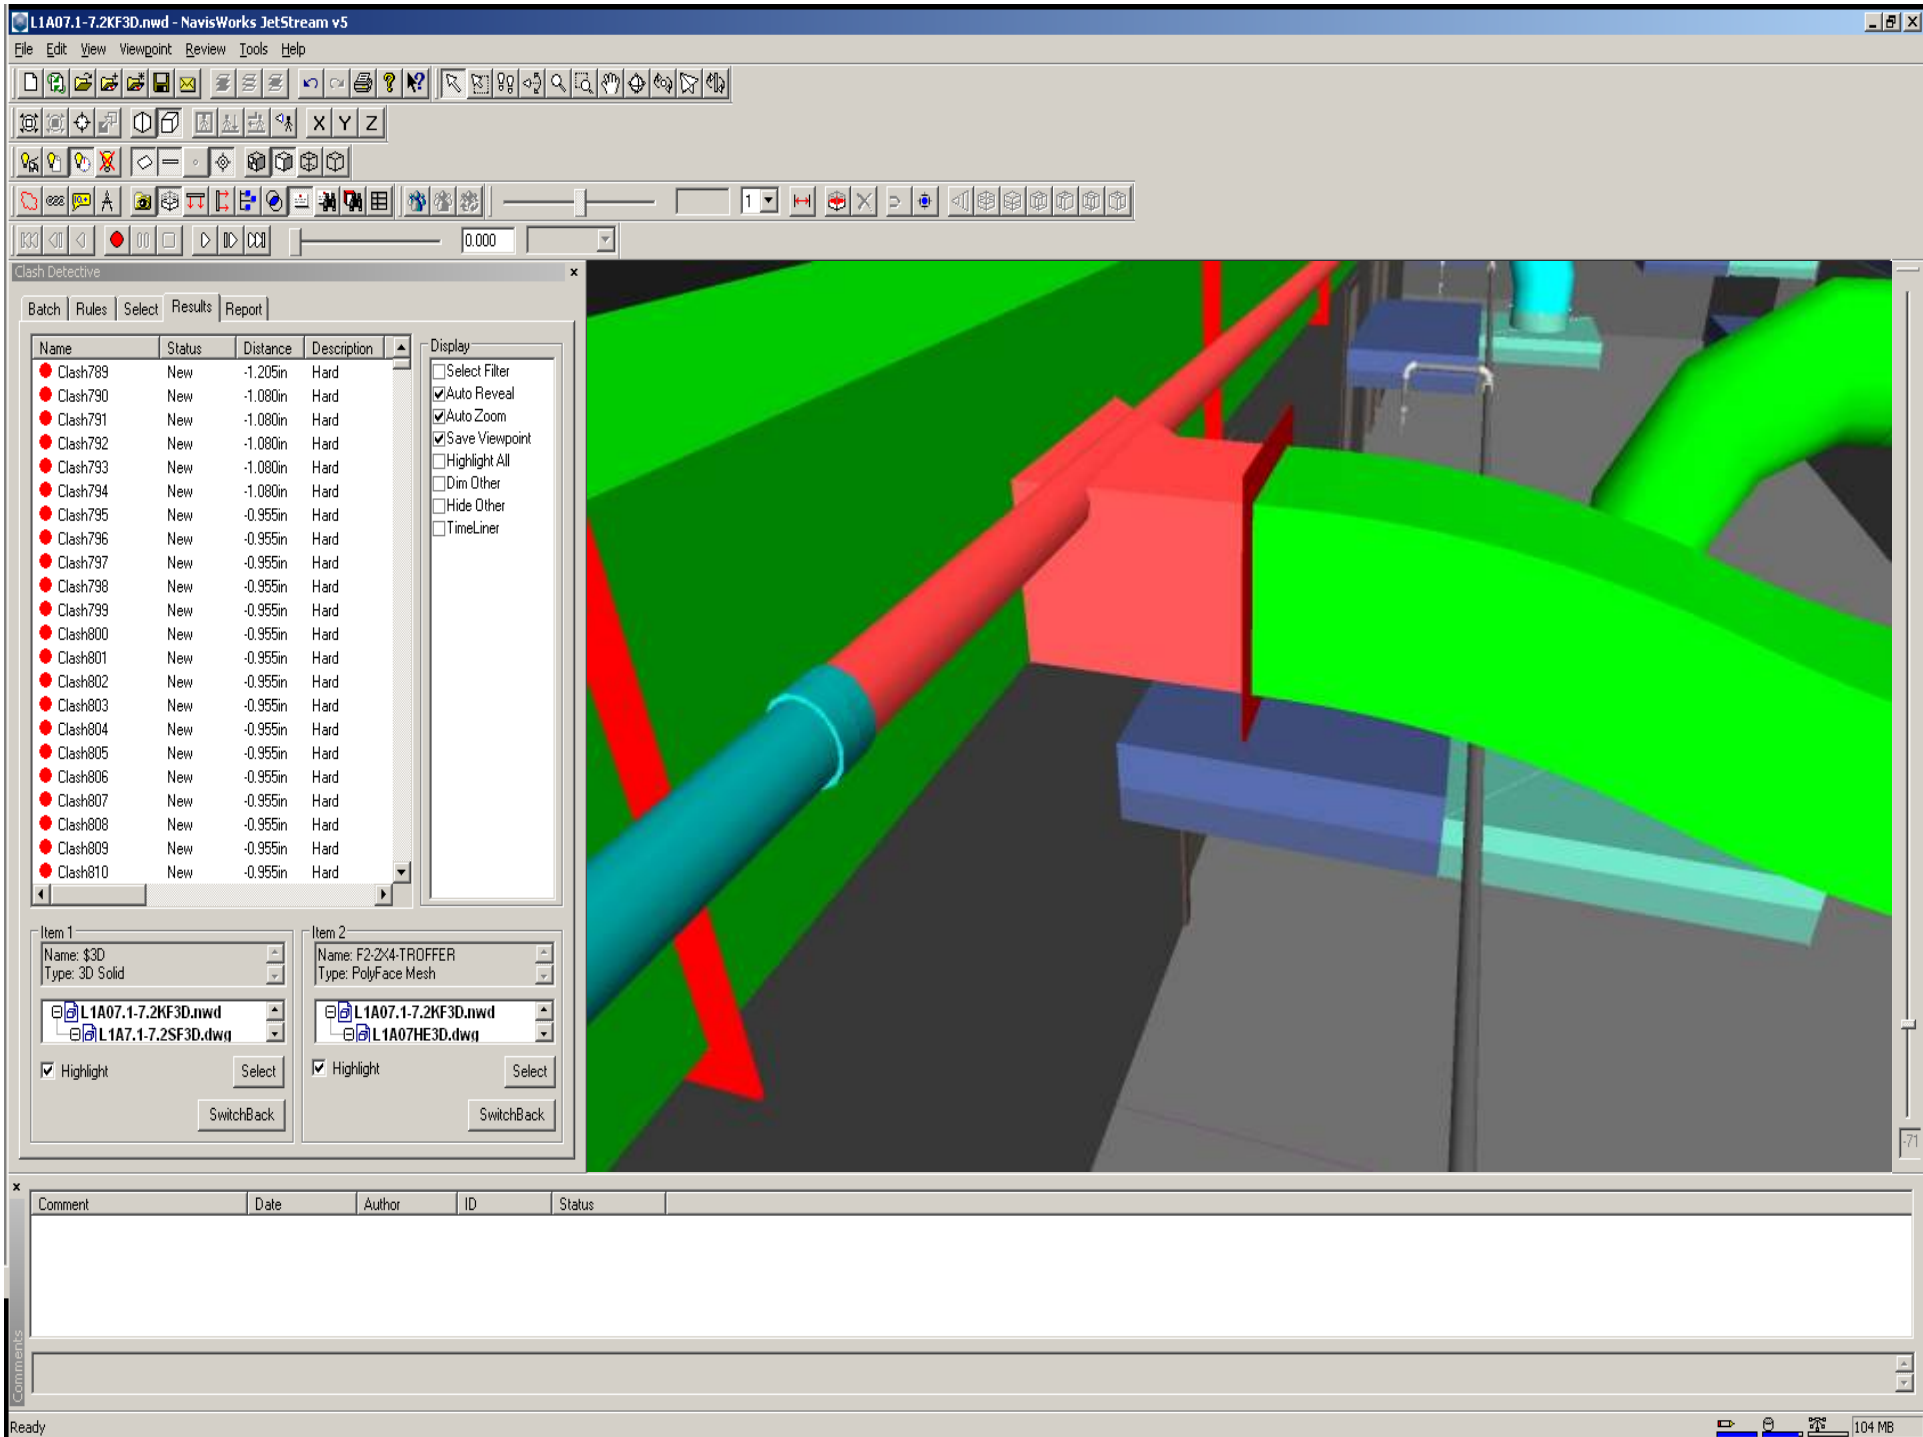 L1A07.1-7.2KF3D.nwd - NavisWorks JetStream v5
File Edit View Viewpoint Review Tools Help
X Y Z
1
0.000
Clash Detective
Batch Rules Select Results Report
Name Status Distance Description
Clash789 New -1.205in Hard
Clash790 New -1.080in Hard
Clash791 New -1.080in Hard
Clash792 New -1.080in Hard
Clash793 New -1.080in Hard
Clash794 New -1.080in Hard
Clash795 New -0.955in Hard
Clash796 New -0.955in Hard
Clash797 New -0.955in Hard
Clash798 New -0.955in Hard
Clash799 New -0.955in Hard
Clash800 New -0.955in Hard
Clash801 New -0.955in Hard
Clash802 New -0.955in Hard
Clash803 New -0.955in Hard
Clash804 New -0.955in Hard
Clash805 New -0.955in Hard
Clash806 New -0.955in Hard
Clash807 New -0.955in Hard
Clash808 New -0.955in Hard
Clash809 New -0.955in Hard
Clash810 New -0.955in Hard
Display
Select Filter
Auto Reveal
Auto Zoom
Save Viewpoint
Highlight All
Dim Other
Hide Other
TimeLiner
Item 1
Name: $3D
Type: 3D Solid
L1A07.1-7.2KF3D.nwd
L1A7.1-7.2SF3D.dwg
Highlight Select
SwitchBack
Item 2
Name: F2-2X4-TROFFER
Type: PolyFace Mesh
L1A07.1-7.2KF3D.nwd
L1A07HE3D.dwg
Highlight Select
SwitchBack
-71
Comment Date Author ID Status
Comments
Ready
104 MB